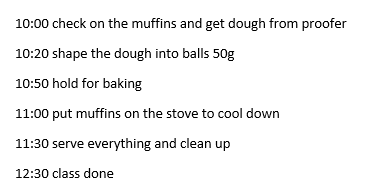 10:00 check on the muffins and get dough from proofer
10:20 shape the dough into balls 50g
10:50 hold for baking
11:00 put muffins on the stove to cool down
11:30 serve everything and clean up
12:30 class done